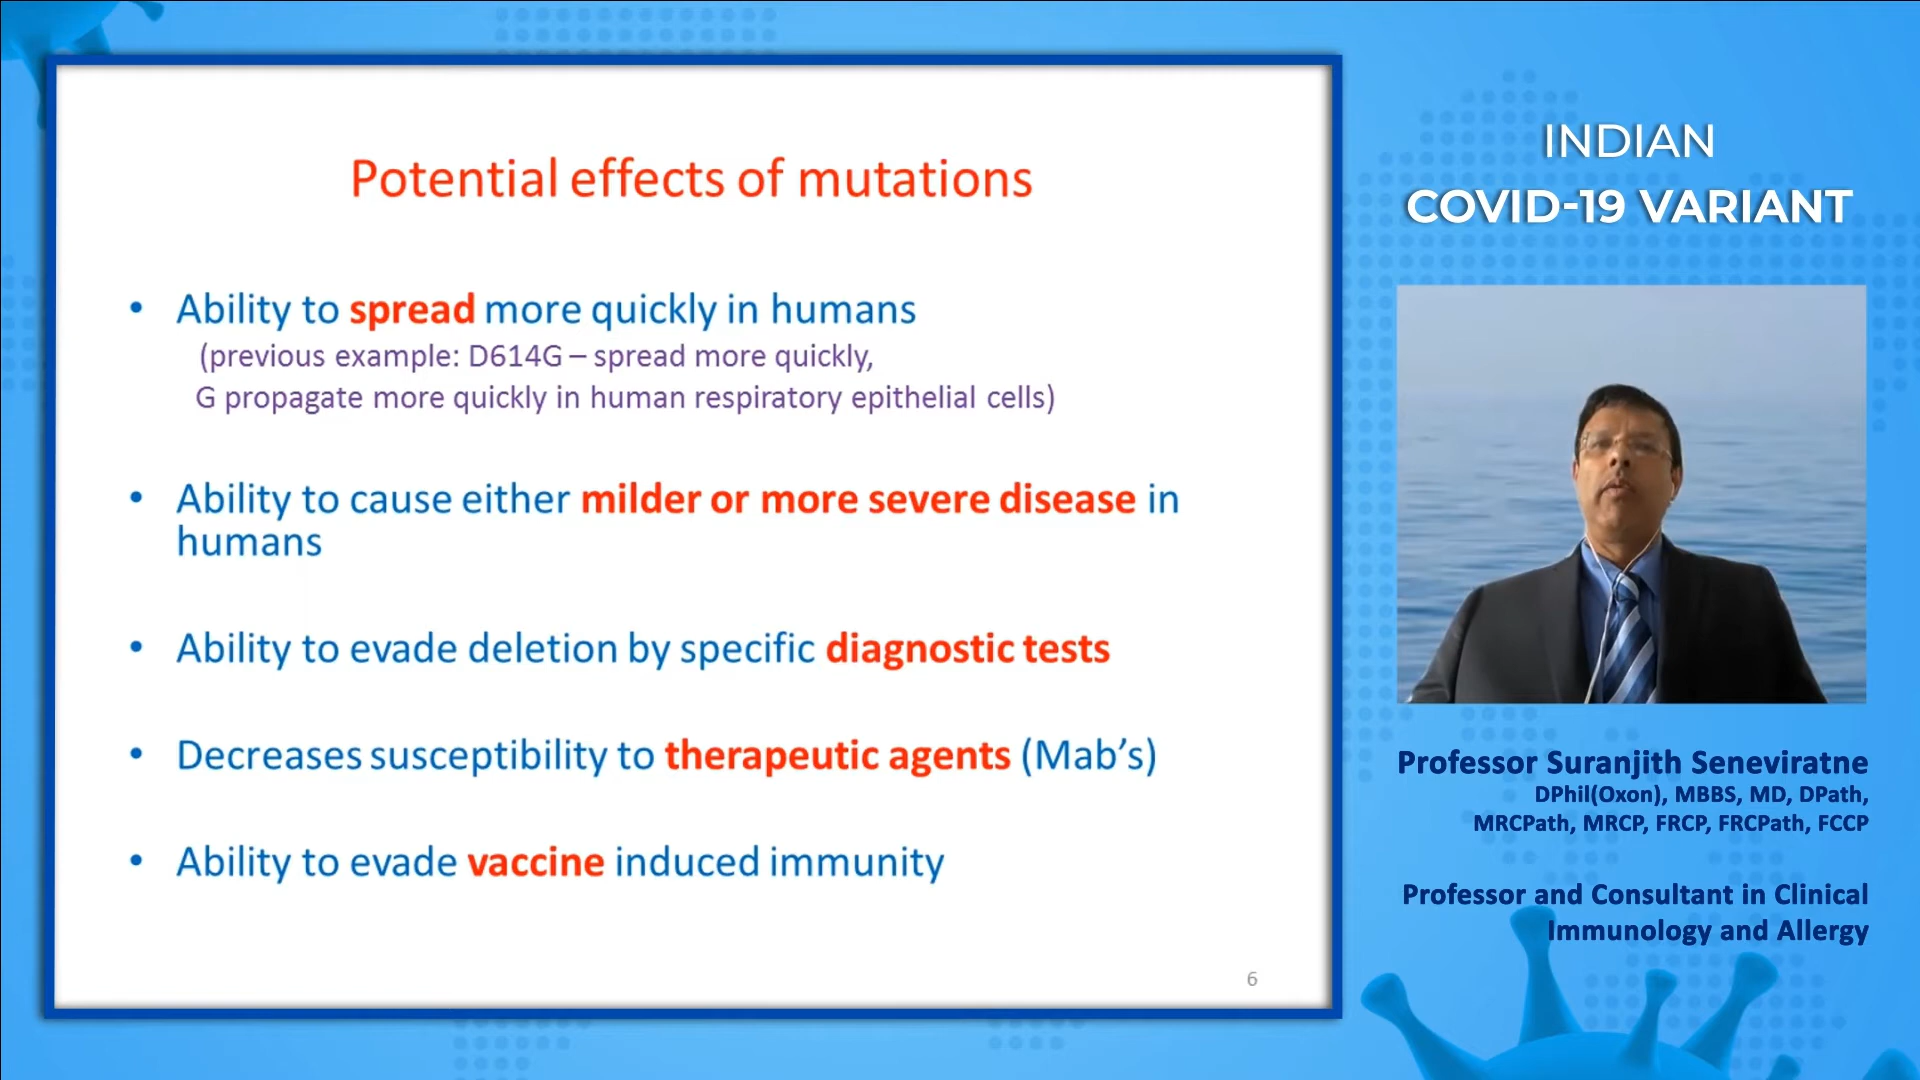 Potential effects of mutations
• Ability to spread more quickly in humans
(previous example: D614G – spread more quickly,
G propagate more quickly in human respiratory epithelial cells)
• Ability to cause either milder or more severe disease in
humans
• Ability to evade deletion by specific diagnostic tests
• Decreases susceptibility to therapeutic agents (Mab’s)
• Ability to evade vaccine induced immunity
6
INDIAN
COVID-19 VARIANT
Professor Suranjith Seneviratne
DPhil(Oxon), MBBS, MD, DPath,
MRCPath, MRCP, FRCP, FRCPath, FCCP
Professor and Consultant in Clinical
Immunology and Allergy